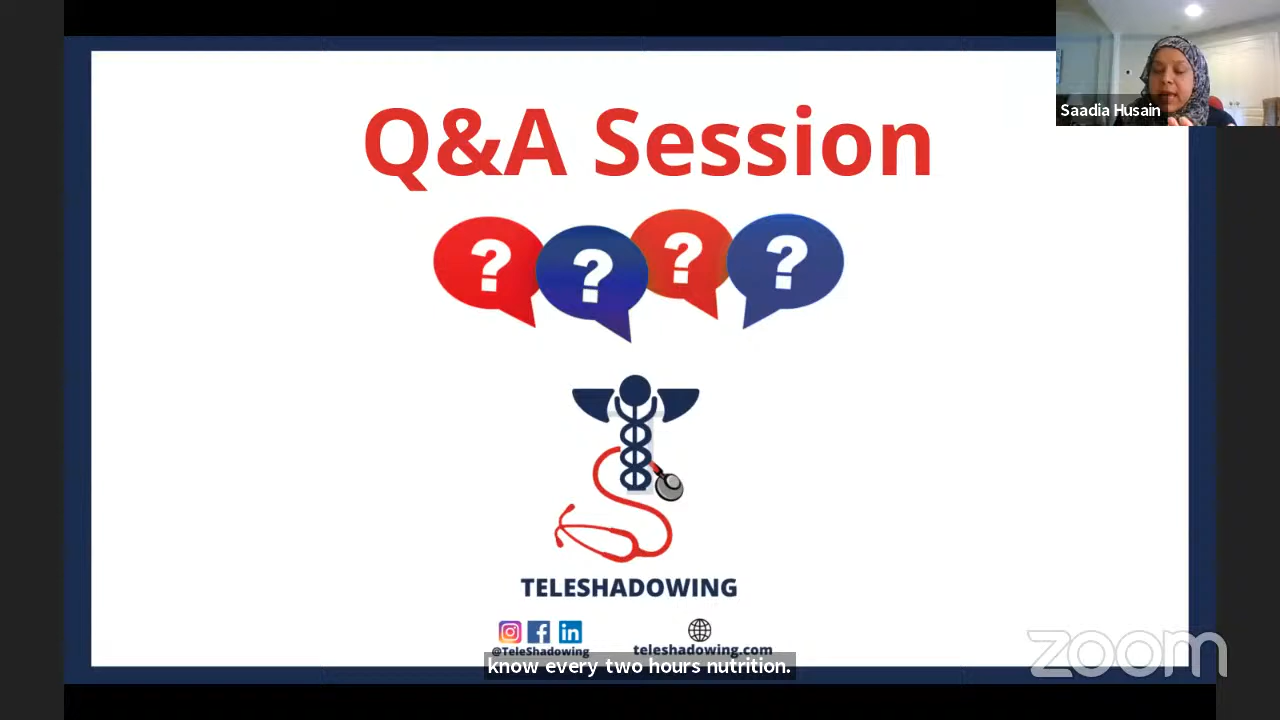 Q&A Session
Saadia Husain
? ? ? ?
TELESHADOWING
@TeleShadowing
teleshadowing.com
know every two hours nutrition.
zoom